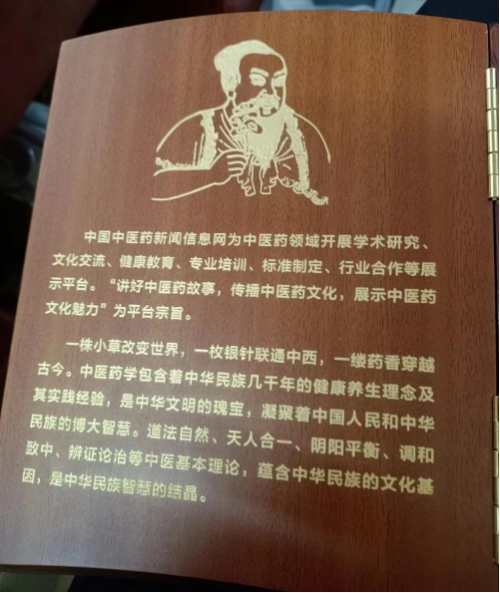 中国中医药新闻信息网为中医药领域开展学术研究、
文化交流、健康教育、专业培训、标准制定、行业合作等展
示平台。“讲好中医药故事，传播中医药文化，展示中医药
文化魅力”为平台宗旨。
一株小草改变世界，一枚银针联通中西，一缕药香穿越
古今。中医药学包含着中华民族几千年的健康养生理念及
其实践经验，是中华文明的瑰宝，凝聚着中国人民和中华
民族的博大智慧。道法自然、天人合一、阴阳平衡、调和
致中、辨证论治等中医基本理论，蕴含中华民族的文化基
因，是中华民族智慧的结晶。